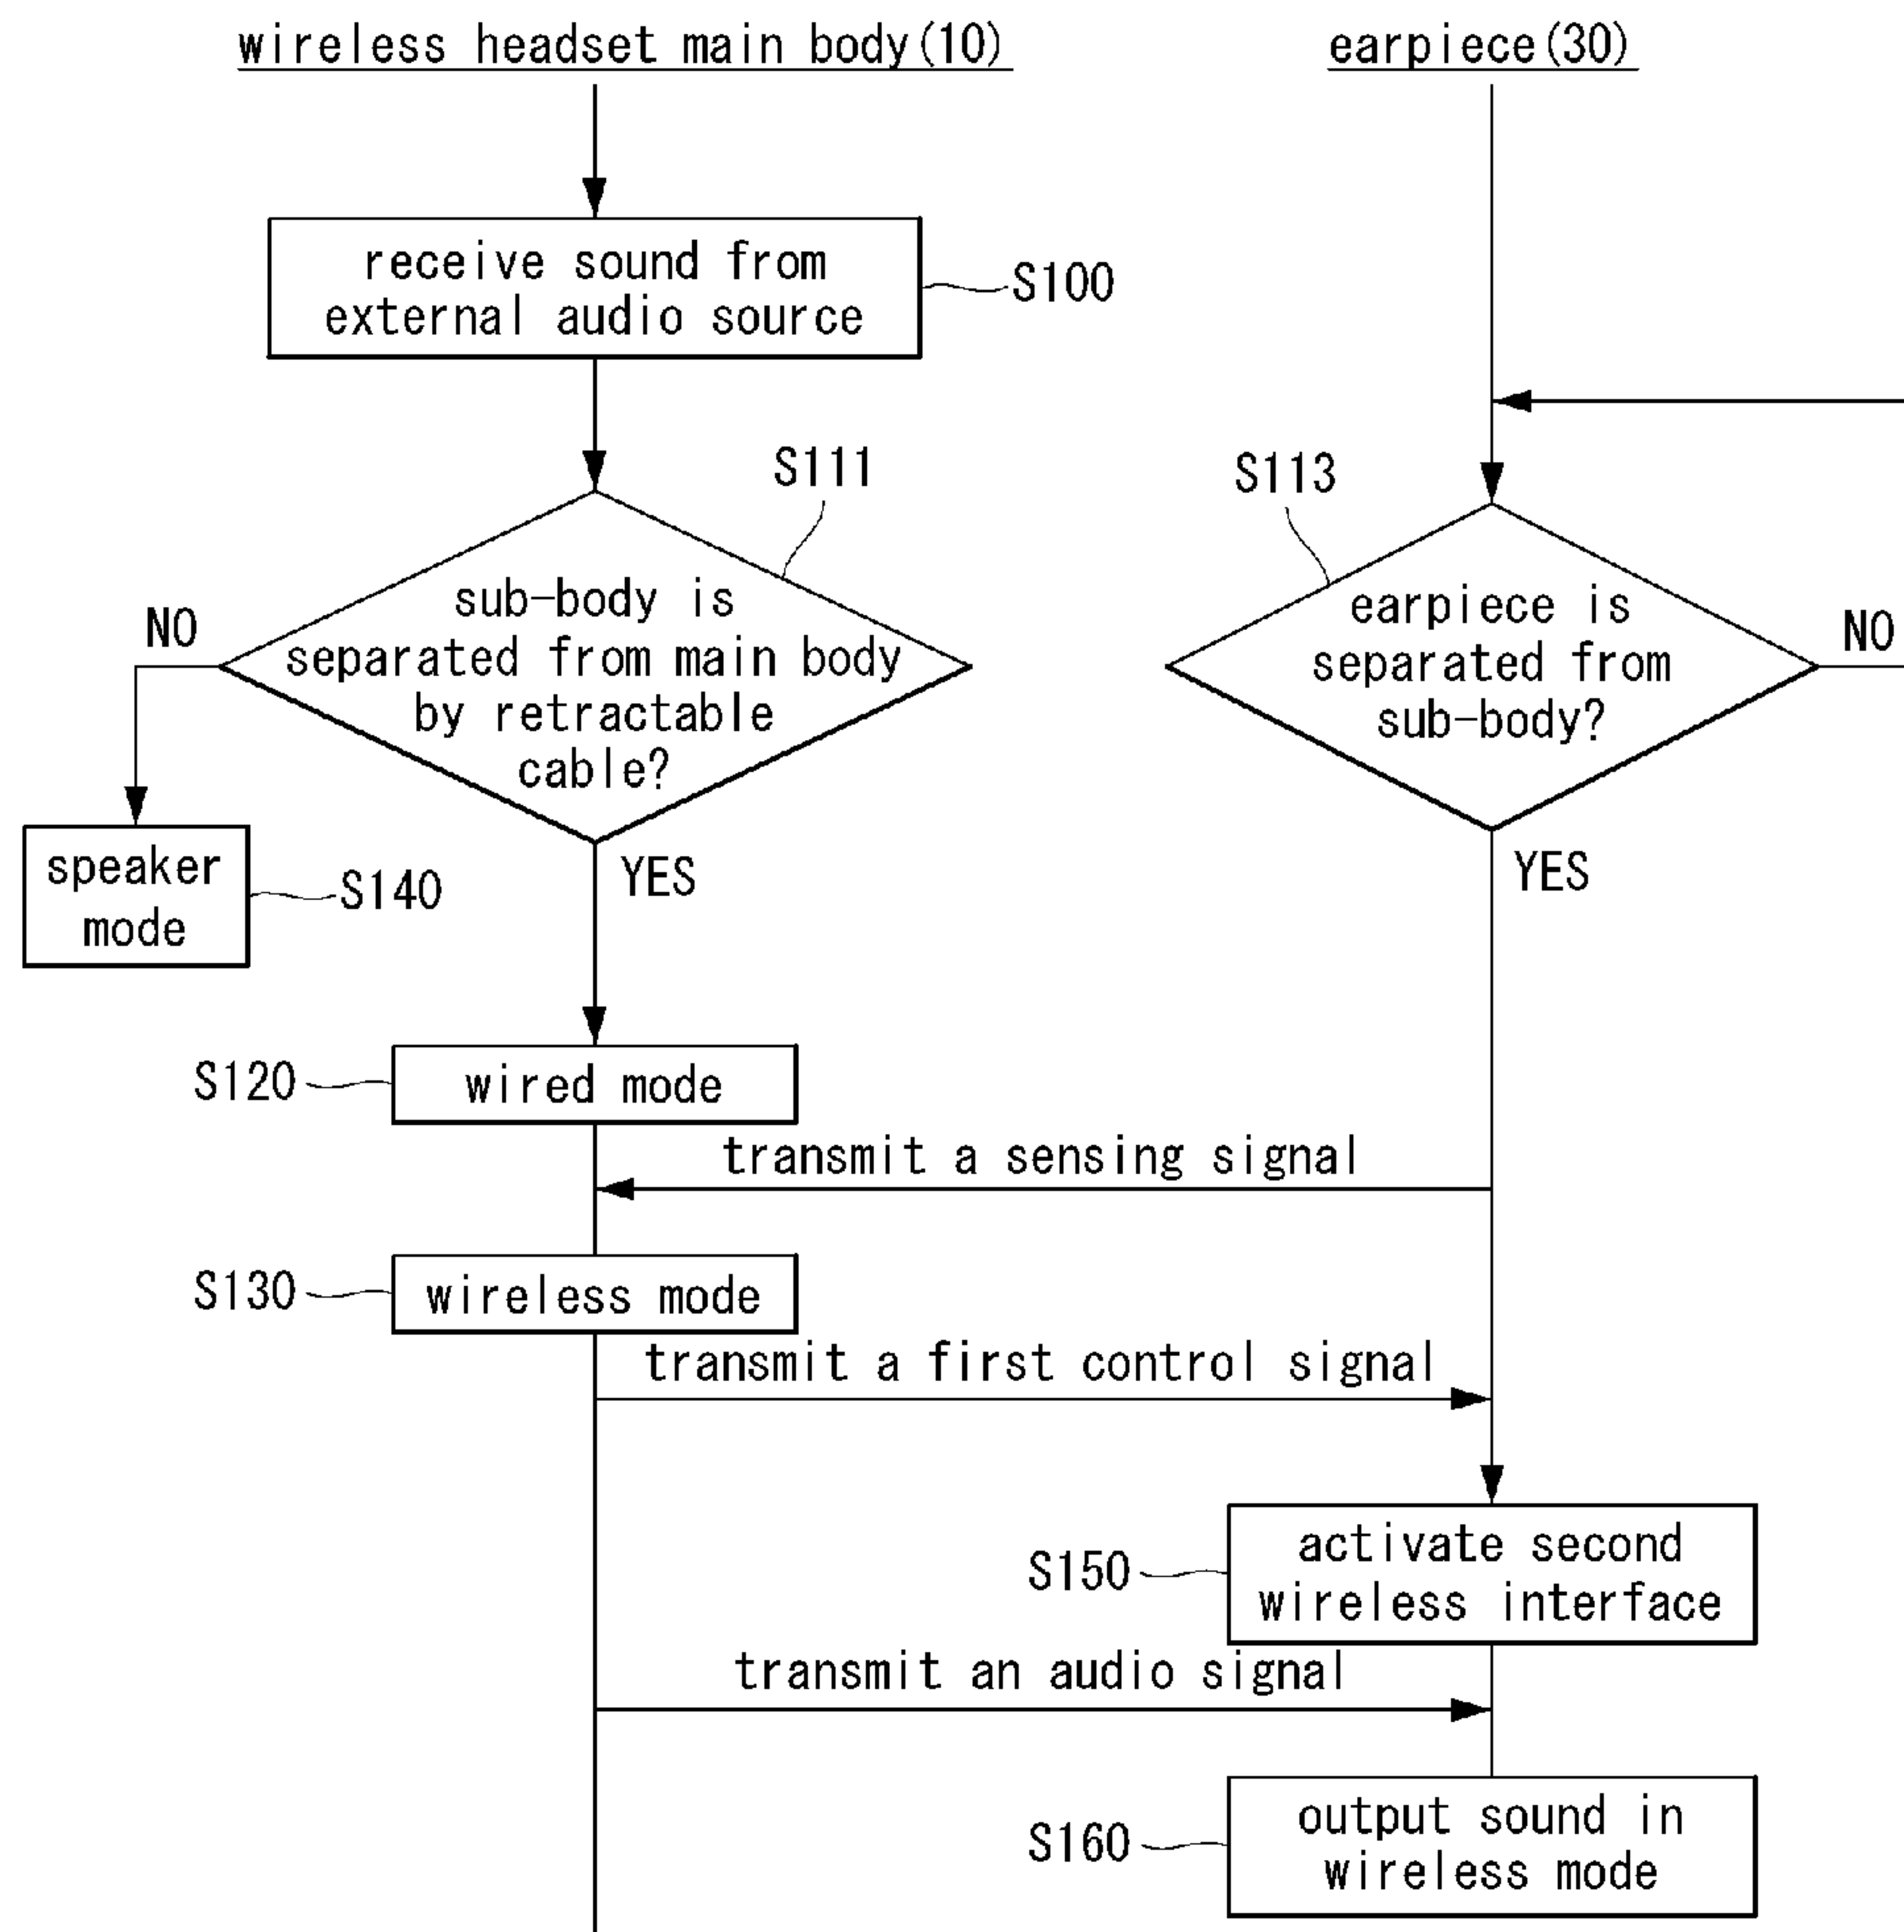 wireless headset main body(10)
earpiece(30)
receive sound from
external audio source
S100
S111
S113
sub-body is
separated from main body
by retractable
cable?
NO
earpiece is
separated from
sub-body?
NO
speaker
mode
S140
YES
YES
S120
wired mode
transmit a sensing signal
S130
wireless mode
transmit a first control signal
S150
activate second
wireless interface
transmit an audio signal
S160
output sound in
wireless mode